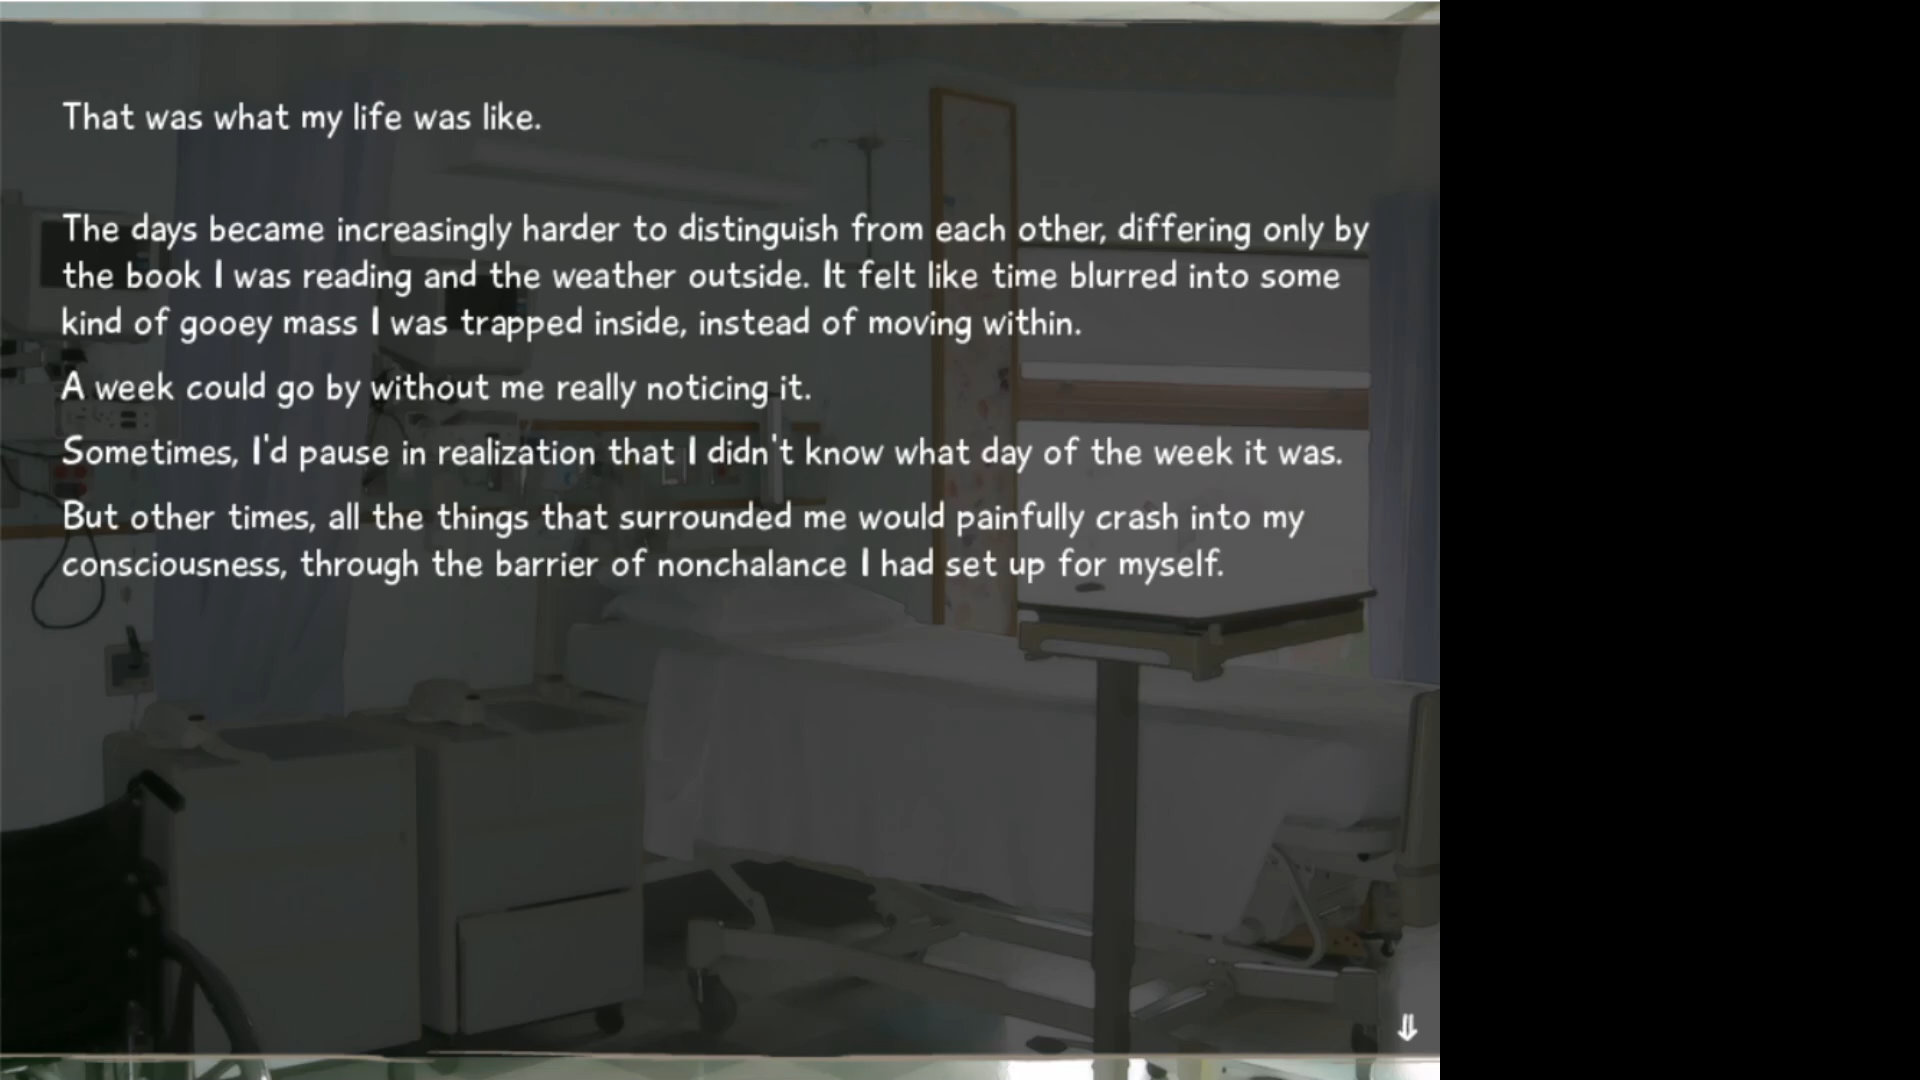 That was what my life was like.
The days became increasingly harder to distinguish from each other, differing only by
the book I was reading and the weather outside. It felt like time blurred into some
kind of gooey mass I was trapped inside, instead of moving within.
A week could go by without me really noticing it.
Sometimes, I'd pause in realization that I didn't know what day of the week it was.
But other times, all the things that surrounded me would painfully crash into my
consciousness, through the barrier of nonchalance I had set up for myself.